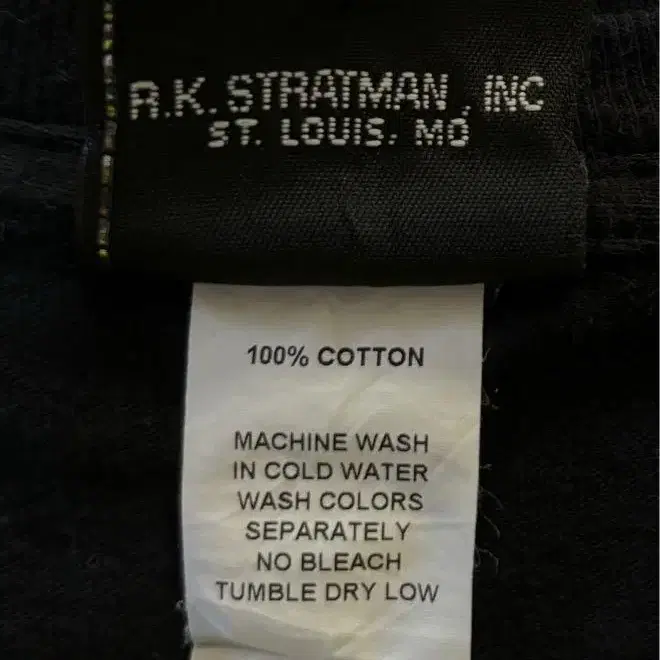 R.K. STRATMAN, INC
ST. LOUIS, MO
100% COTTON
MACHINE WASH
IN COLD WATER
WASH COLORS
SEPARATELY
NO BLEACH
TUMBLE DRY LOW